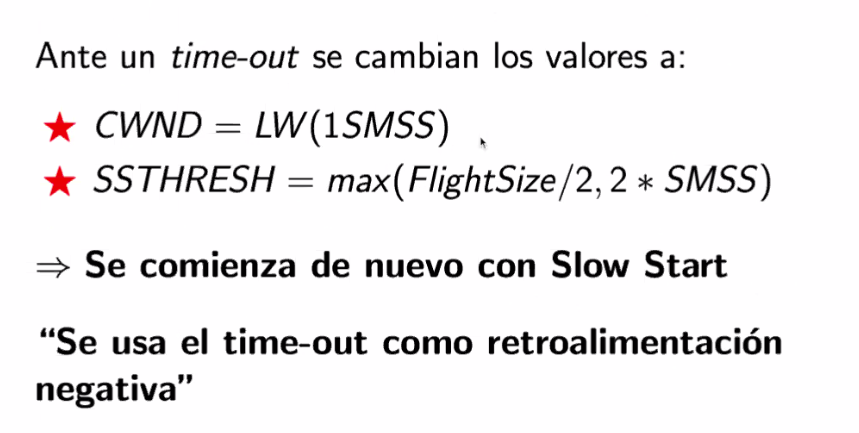 Ante un time-out se cambian los valores a:
★ CWND = LW(1SMSS)
★ SSTHRESH = max(FlightSize/2, 2 * SMSS)
⇒ Se comienza de nuevo con Slow Start
“Se usa el time-out como retroalimentación
negativa”